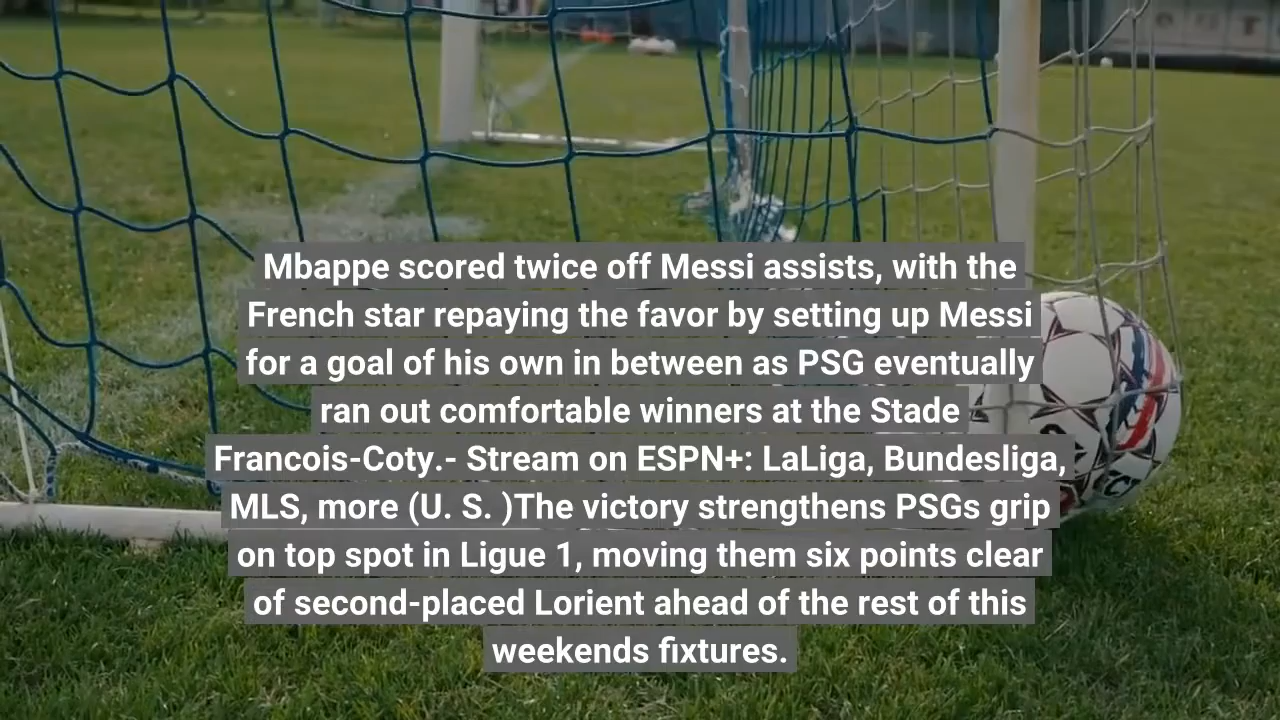 Mbappe scored twice off Messi assists, with the
French star repaying the favor by setting up Messi
for a goal of his own in between as PSG eventually
ran out comfortable winners at the Stade
Francois-Coty.- Stream on ESPN+: LaLiga, Bundesliga,
MLS, more (U. S. )The victory strengthens PSGs grip
on top spot in Ligue 1, moving them six points clear
of second-placed Lorient ahead of the rest of this
weekends fixtures.